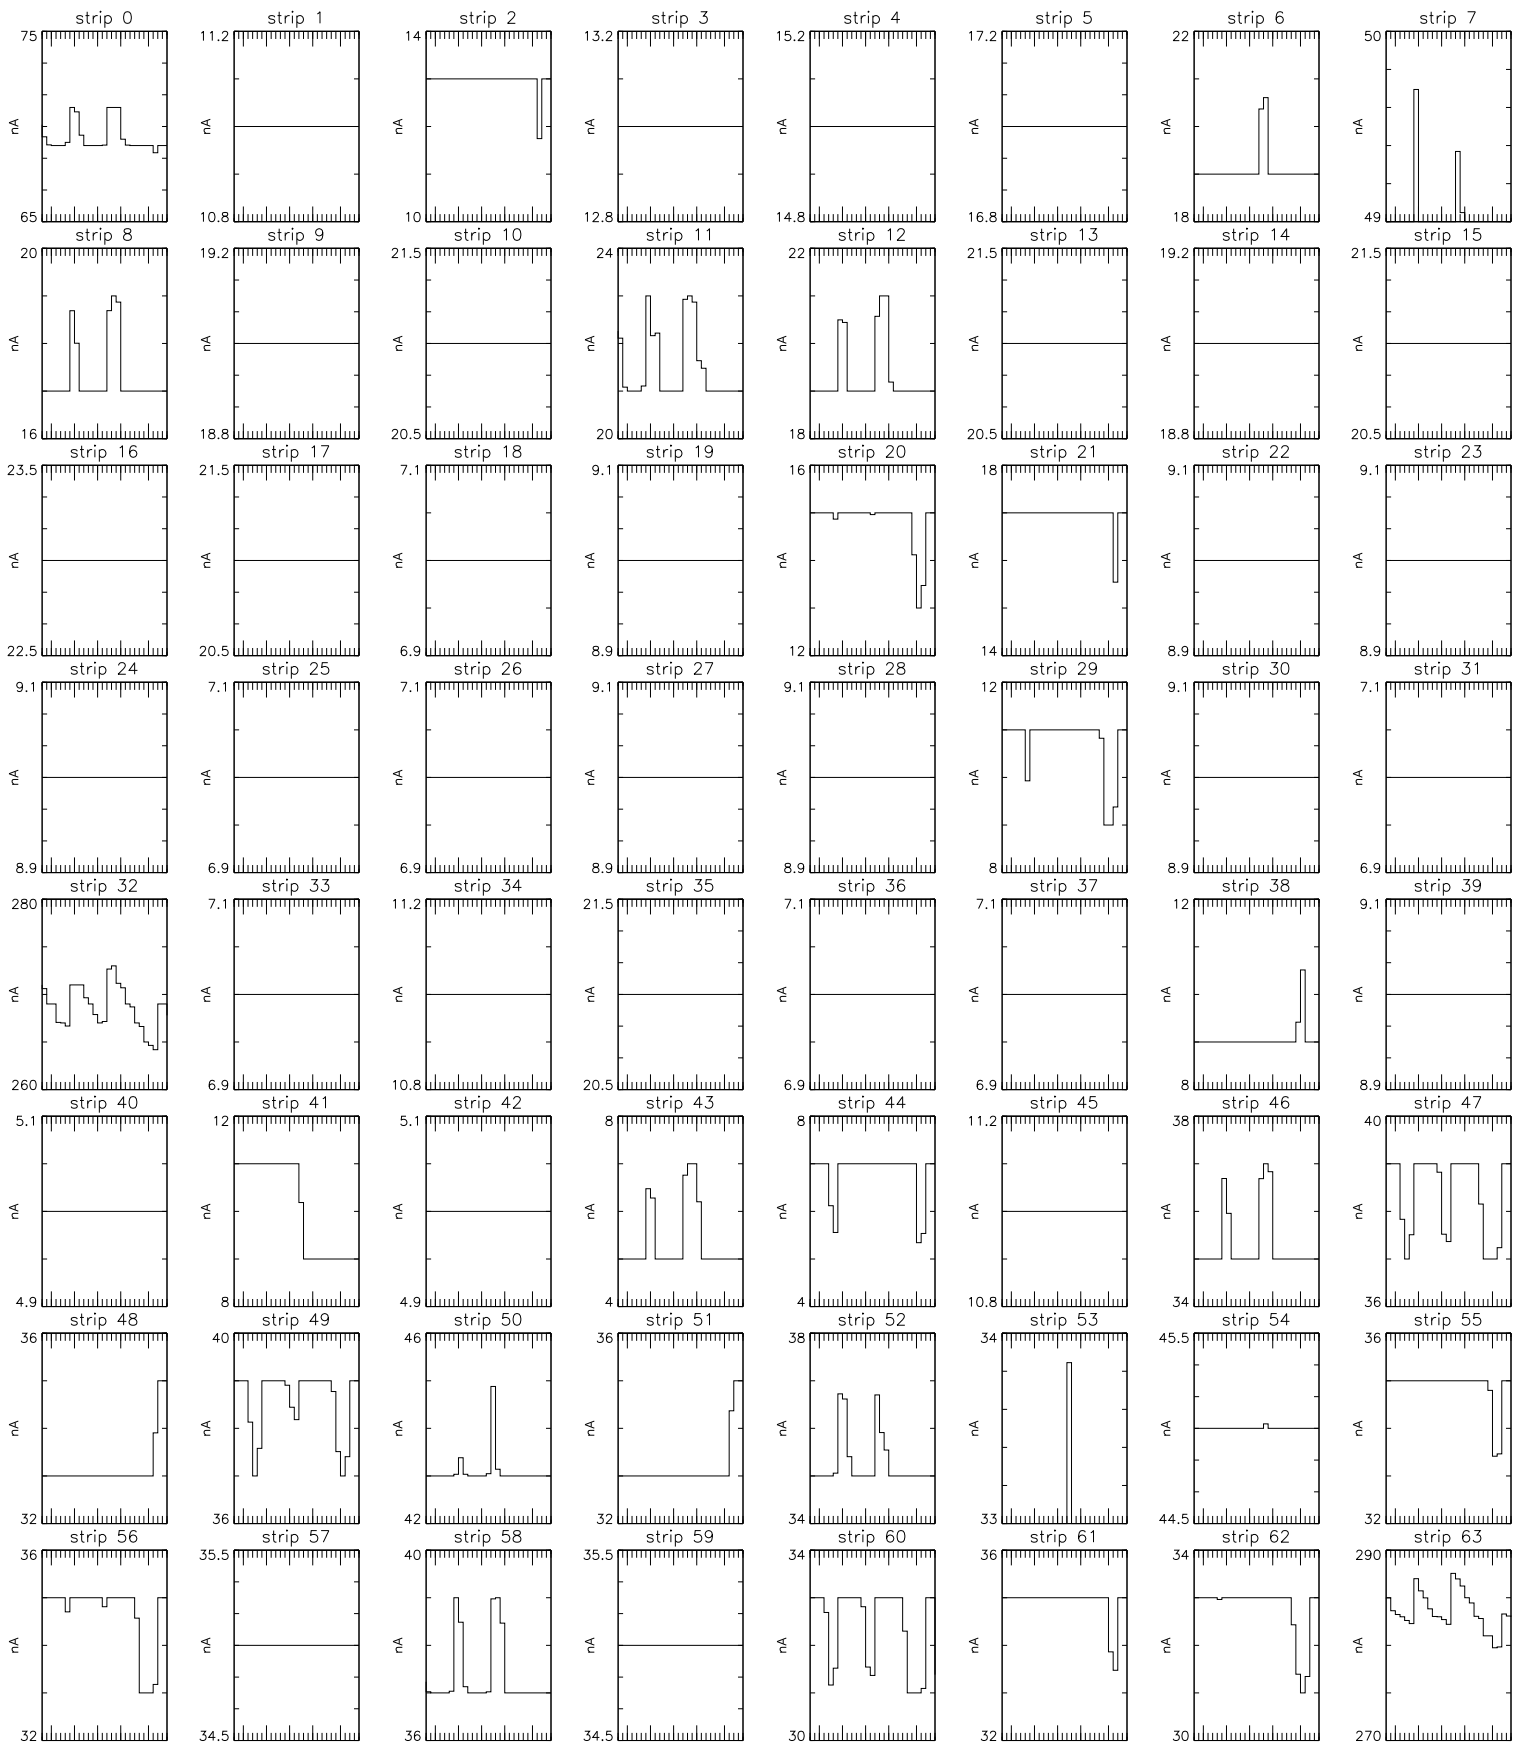 strip 0 strip 1 strip 2 strip 3 strip 4 strip 5 strip 6 strip 7
75 11.2 14 13.2 15.2 17.2 22 50
nA nA nA nA nA nA nA nA
65 10.8 10 12.8 14.8 16.8 18 49
strip 8 strip 9 strip 10 strip 11 strip 12 strip 13 strip 14 strip 15
20 19.2 21.5 24 22 21.5 19.2 21.5
nA nA nA nA nA nA nA nA
16 18.8 20.5 20 18 20.5 18.8 20.5
strip 16 strip 17 strip 18 strip 19 strip 20 strip 21 strip 22 strip 23
23.5 21.5 7.1 9.1 16 18 9.1 9.1
nA nA nA nA nA nA nA nA
22.5 20.5 6.9 8.9 12 14 8.9 8.9
strip 24 strip 25 strip 26 strip 27 strip 28 strip 29 strip 30 strip 31
9.1 7.1 7.1 9.1 9.1 12 9.1 7.1
nA nA nA nA nA nA nA nA
8.9 6.9 6.9 8.9 8.9 8 8.9 6.9
strip 32 strip 33 strip 34 strip 35 strip 36 strip 37 strip 38 strip 39
280 7.1 11.2 21.5 7.1 7.1 12 9.1
nA nA nA nA nA nA nA nA
260 6.9 10.8 20.5 6.9 6.9 8 8.9
strip 40 strip 41 strip 42 strip 43 strip 44 strip 45 strip 46 strip 47
5.1 12 5.1 8 8 11.2 38 40
nA nA nA nA nA nA nA nA
4.9 8 4.9 4 4 10.8 34 36
strip 48 strip 49 strip 50 strip 51 strip 52 strip 53 strip 54 strip 55
36 40 46 36 38 34 45.5 36
nA nA nA nA nA nA nA nA
32 36 42 32 34 33 44.5 32
strip 56 strip 57 strip 58 strip 59 strip 60 strip 61 strip 62 strip 63
36 35.5 40 35.5 34 36 34 290
nA nA nA nA nA nA nA nA
32 34.5 36 34.5 30 32 30 270